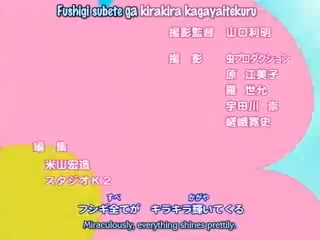 Fushigi subete ga kirakira kagayaitekuru
撮影監督 山口利明
撮 影 虫プロダクション
原 江美子
羅 世允
宇田川 崇
嵯峨寛史
編 集
米山宏造
スタジオK2
すべ かがや
フシギ全てが キラキラ輝いてくる
Miraculously, everything shines prettily.